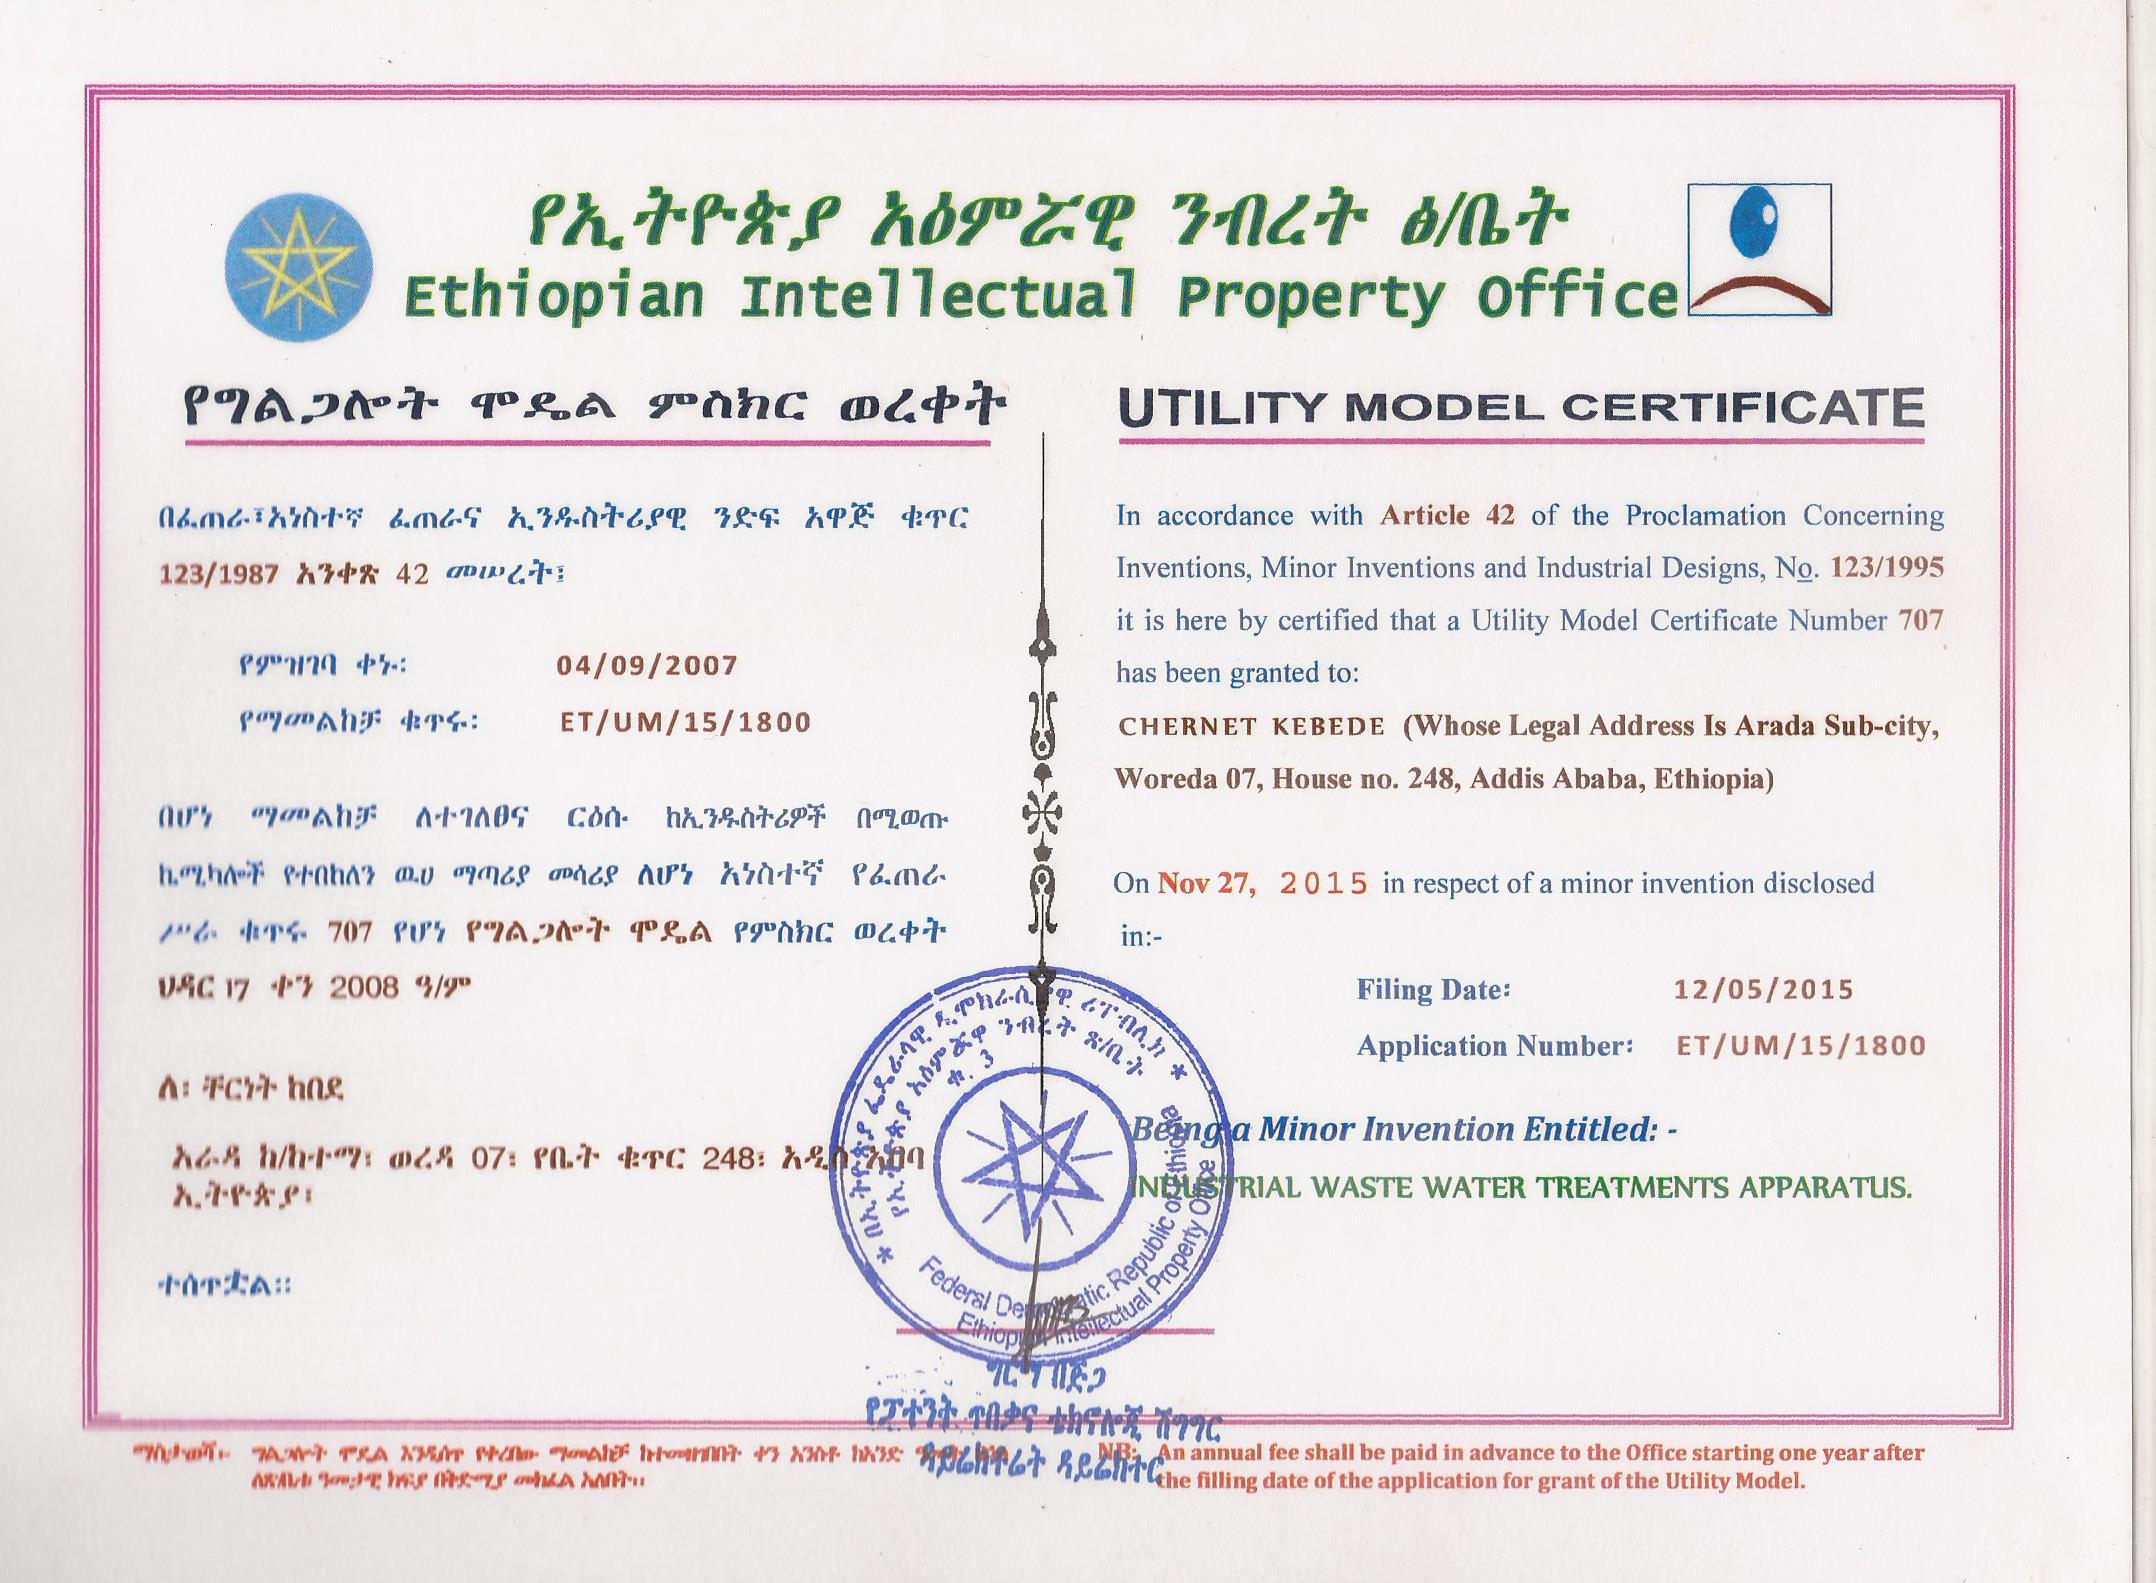 የኢትዮጵያ አዕምሯዊ ንብረት ፅ/ቤት
Ethiopian Intellectual Property Office
የግልጋሎት ሞዴል ምስክር ወረቀት
በፈጠራ፣አነስተኛ ፈጠራና ኢንዱስትሪያዊ ንድፍ አዋጅ ቁጥር
123/1987 አንቀጽ 42 መሠረት፤
የምዝገባ ቀኑ፡ 04/09/2007
የማመልከቻ ቁጥሩ፡ ET/UM/15/1800
በሆነ ማመልከቻ ለተገለፀና ርዕሱ ከኢንዱስትሪዎች በሚወጡ
ኬሚካሎች የተበከለን ዉሀ ማጣሪያ መሳሪያ ለሆነ አነስተኛ የፈጠራ
ሥራ ቁጥሩ 707 የሆነ የግልጋሎት ሞዴል የምስክር ወረቀት
ህዳር 17 ቀን 2008 ዓ/ም
ለ፡ ቸርነት ከበደ
አራዳ ክ/ከተማ፡ ወረዳ 07፡ የቤት ቁጥር 248፡ አዲስ አበባ
ኢትዮጵያ፡
ተሰጥቷል፡፡
UTILITY MODEL CERTIFICATE
In accordance with Article 42 of the Proclamation Concerning
Inventions, Minor Inventions and Industrial Designs, No. 123/1995
it is here by certified that a Utility Model Certificate Number 707
has been granted to:
CHERNET KEBEDE (Whose Legal Address Is Arada Sub-city,
Woreda 07, House no. 248, Addis Ababa, Ethiopia)
On Nov 27, 2015 in respect of a minor invention disclosed
in:-
Filing Date: 12/05/2015
Application Number: ET/UM/15/1800
Being a Minor Invention Entitled: -
INDUSTRIAL WASTE WATER TREATMENTS APPARATUS.
በኢትዮጵያ ፌዴራላዊ ዲሞክራሲያዊ ሪፐብሊክ
የኢትዮጵያ አዕምሯዊ ንብረት ጽ/ቤት
ቁ. 3
Federal Democratic Republic of Ethiopia
Ethiopian Intellectual Property Office
ግርማ በጅጋ
የፓተንት ጥበቃና ቴክኖሎጂ ሽግግር
ዳይሬክቶሬት ዳይሬክተር
ማስታወሻ፡- ግልጋሎት ሞዴል እንዲሰጥ የቀረበው ማመልከቻ ከተመዘገበበት ቀን አንስቶ ከአንድ
ለጽ/ቤቱ ዓመታዊ ክፍያ በቅድሚያ መከፈል አለበት፡፡
NB: An annual fee shall be paid in advance to the Office starting one year after
the filling date of the application for grant of the Utility Model.